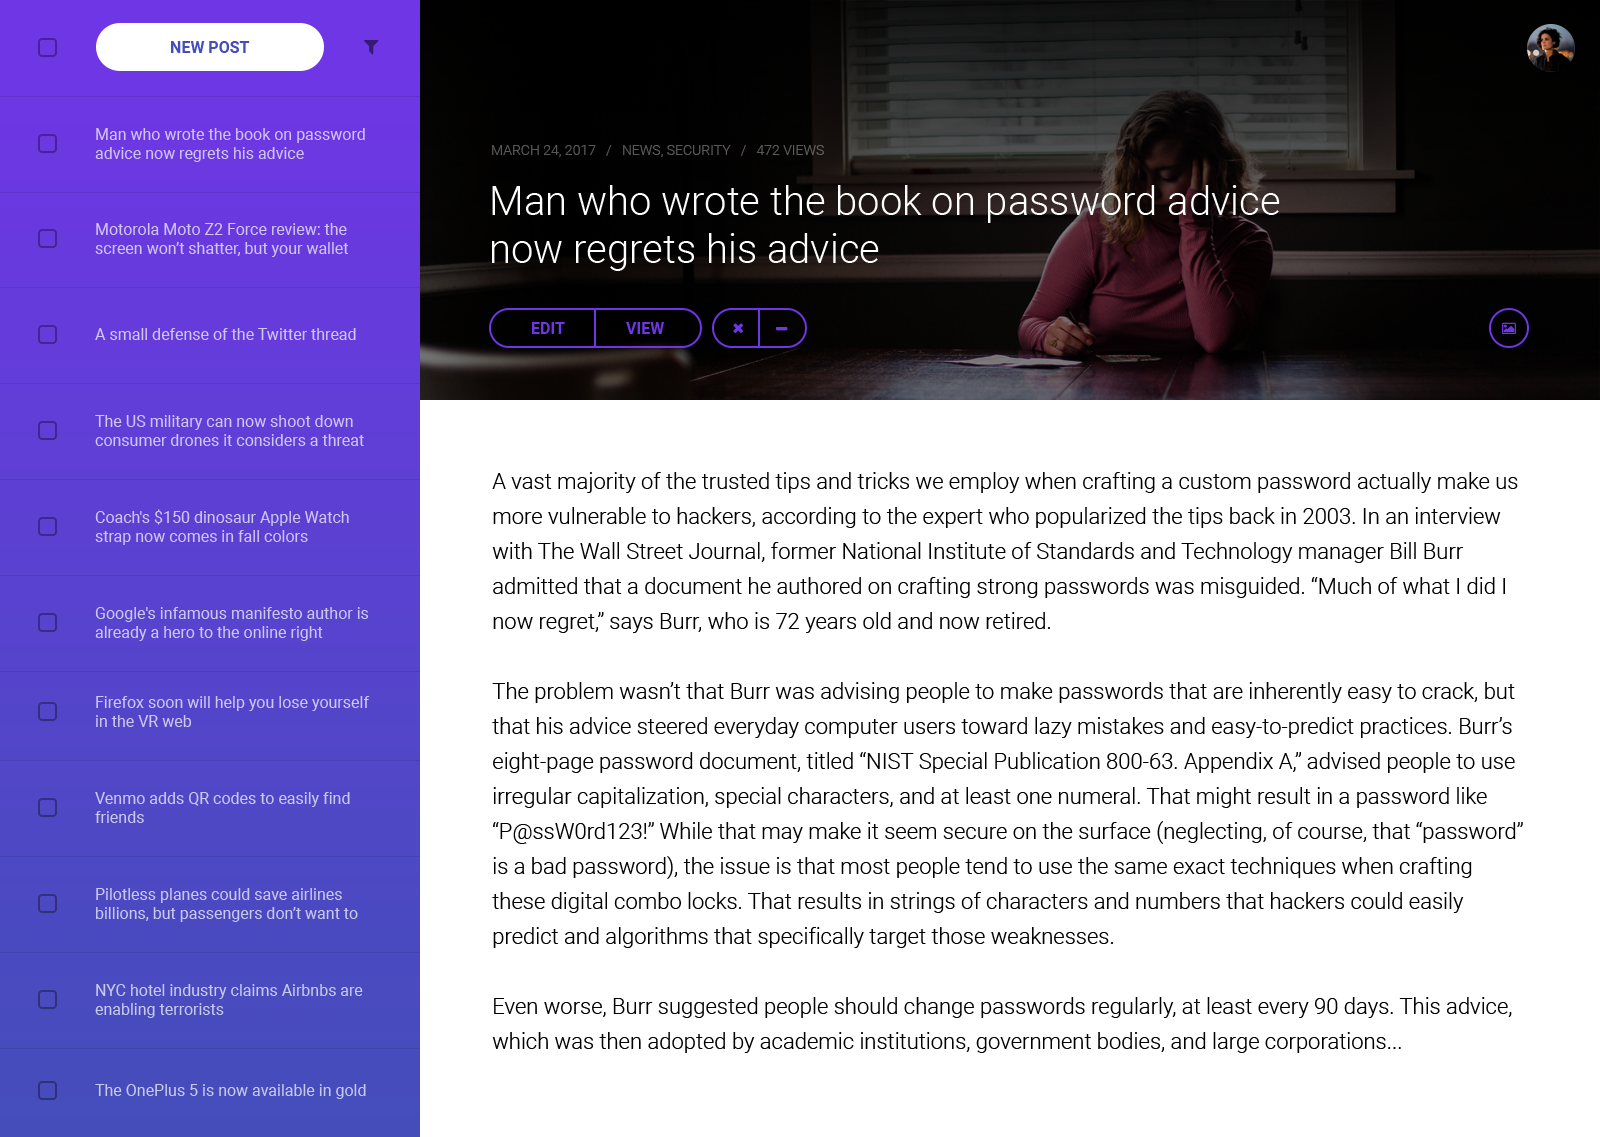 NEW POST
Man who wrote the book on password
advice now regrets his advice
Motorola Moto Z2 Force review: the
screen won’t shatter, but your wallet
A small defense of the Twitter thread
The US military can now shoot down
consumer drones it considers a threat
Coach's $150 dinosaur Apple Watch
strap now comes in fall colors
Google's infamous manifesto author is
already a hero to the online right
Firefox soon will help you lose yourself
in the VR web
Venmo adds QR codes to easily find
friends
Pilotless planes could save airlines
billions, but passengers don’t want to
NYC hotel industry claims Airbnbs are
enabling terrorists
The OnePlus 5 is now available in gold
MARCH 24, 2017 / NEWS, SECURITY / 472 VIEWS
Man who wrote the book on password advice
now regrets his advice
EDIT VIEW
A vast majority of the trusted tips and tricks we employ when crafting a custom password actually make us
more vulnerable to hackers, according to the expert who popularized the tips back in 2003. In an interview
with The Wall Street Journal, former National Institute of Standards and Technology manager Bill Burr
admitted that a document he authored on crafting strong passwords was misguided. “Much of what I did I
now regret,” says Burr, who is 72 years old and now retired.
The problem wasn’t that Burr was advising people to make passwords that are inherently easy to crack, but
that his advice steered everyday computer users toward lazy mistakes and easy-to-predict practices. Burr’s
eight-page password document, titled “NIST Special Publication 800-63. Appendix A,” advised people to use
irregular capitalization, special characters, and at least one numeral. That might result in a password like
“P@ssW0rd123!” While that may make it seem secure on the surface (neglecting, of course, that “password”
is a bad password), the issue is that most people tend to use the same exact techniques when crafting
these digital combo locks. That results in strings of characters and numbers that hackers could easily
predict and algorithms that specifically target those weaknesses.
Even worse, Burr suggested people should change passwords regularly, at least every 90 days. This advice,
which was then adopted by academic institutions, government bodies, and large corporations...